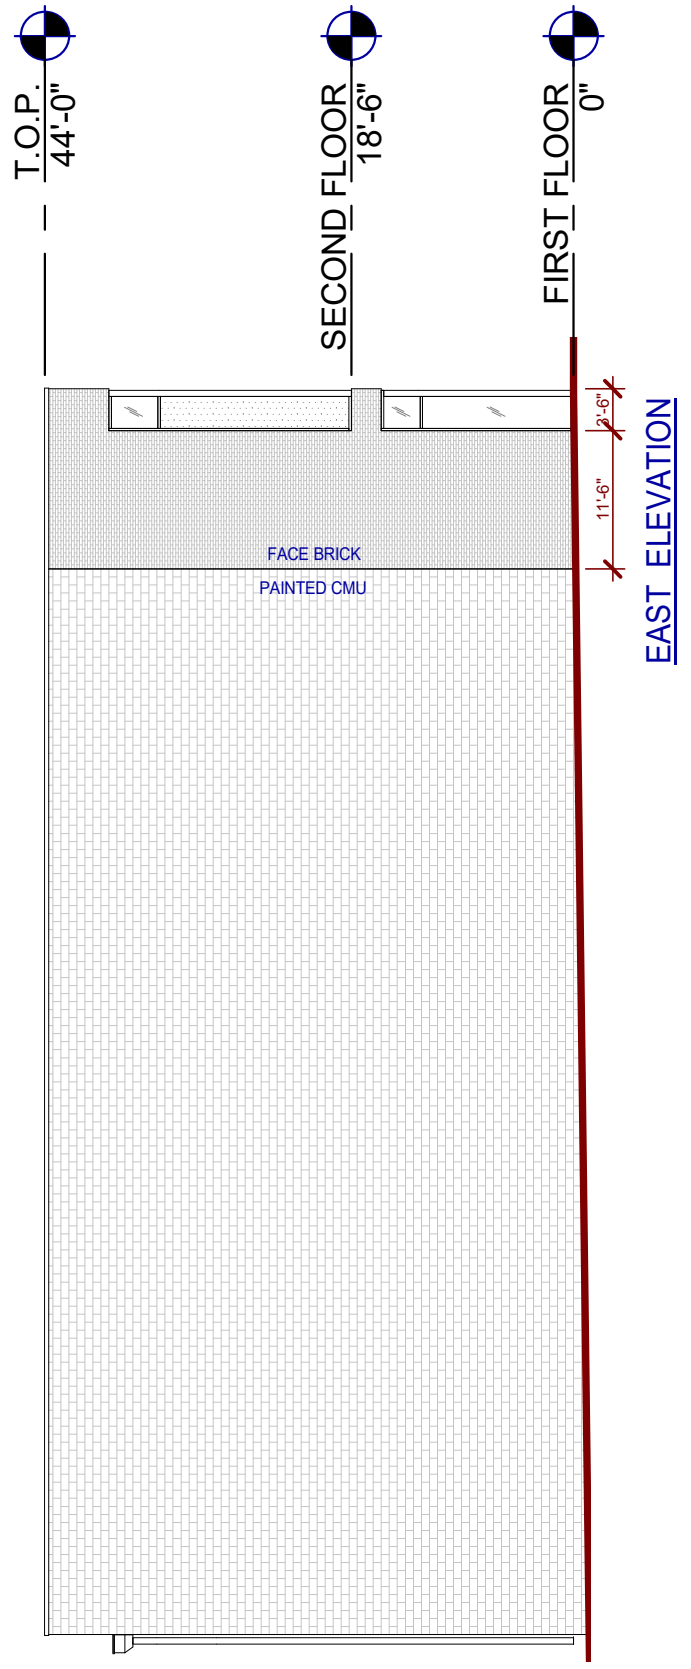 T.O.P.
44'-0"
SECOND FLOOR
18'-6"
FIRST FLOOR
0"
FACE BRICK
PAINTED CMU
3'-6"
11'-6"
EAST ELEVATION